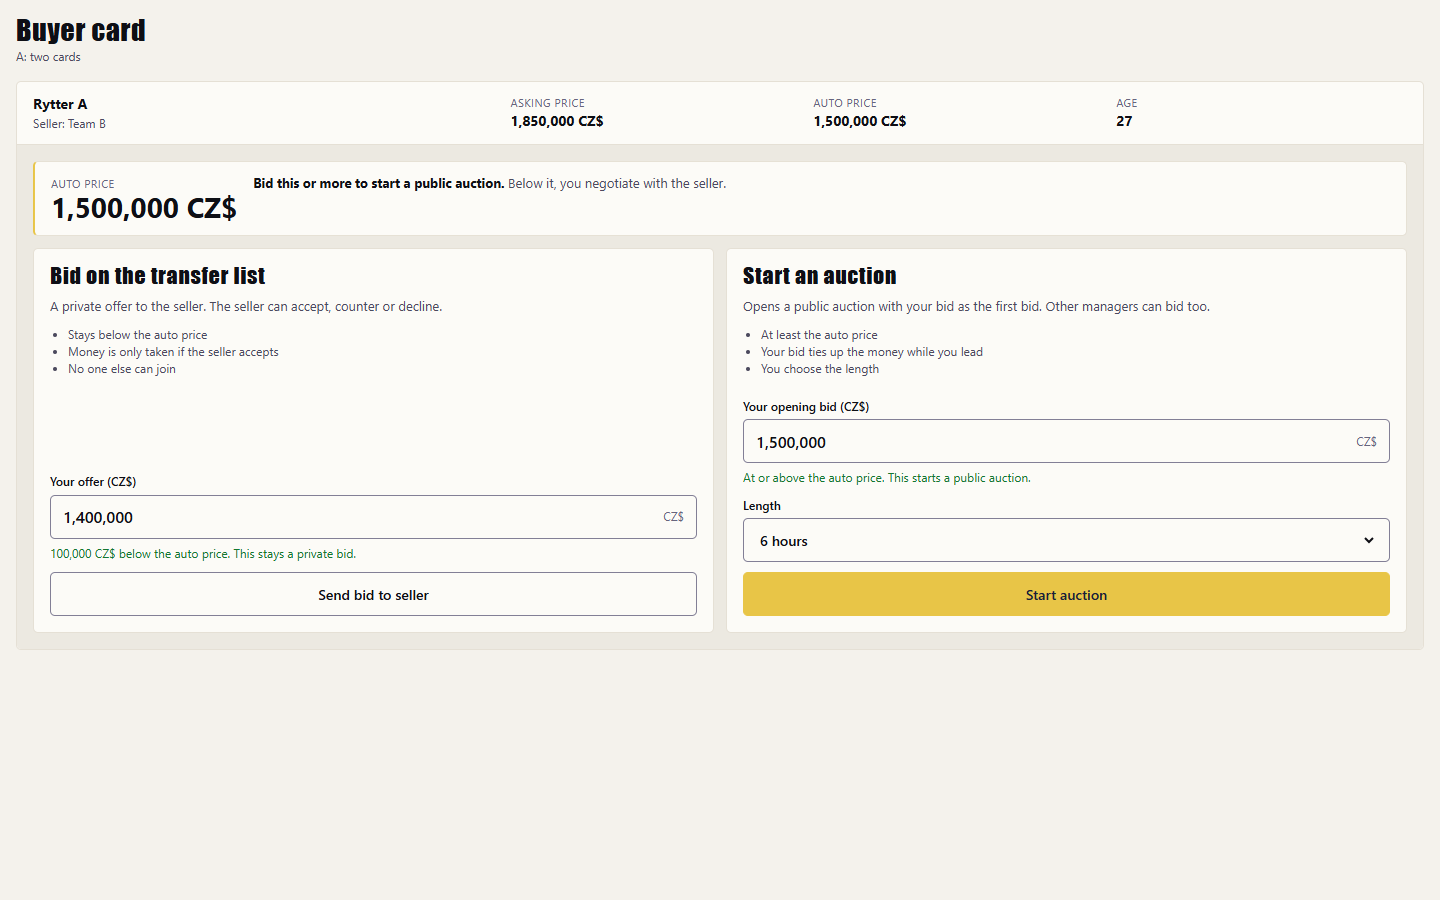 Buyer card
A: two cards
Rytter A
Seller: Team B
ASKING PRICE
1,850,000 CZ$
AUTO PRICE
1,500,000 CZ$
AGE
27
AUTO PRICE
1,500,000 CZ$
Bid this or more to start a public auction. Below it, you negotiate with the seller.
Bid on the transfer list
A private offer to the seller. The seller can accept, counter or decline.
• Stays below the auto price
• Money is only taken if the seller accepts
• No one else can join
Your offer (CZ$)
1,400,000 CZ$
100,000 CZ$ below the auto price. This stays a private bid.
Send bid to seller
Start an auction
Opens a public auction with your bid as the first bid. Other managers can bid too.
• At least the auto price
• Your bid ties up the money while you lead
• You choose the length
Your opening bid (CZ$)
1,500,000 CZ$
At or above the auto price. This starts a public auction.
Length
6 hours
Start auction